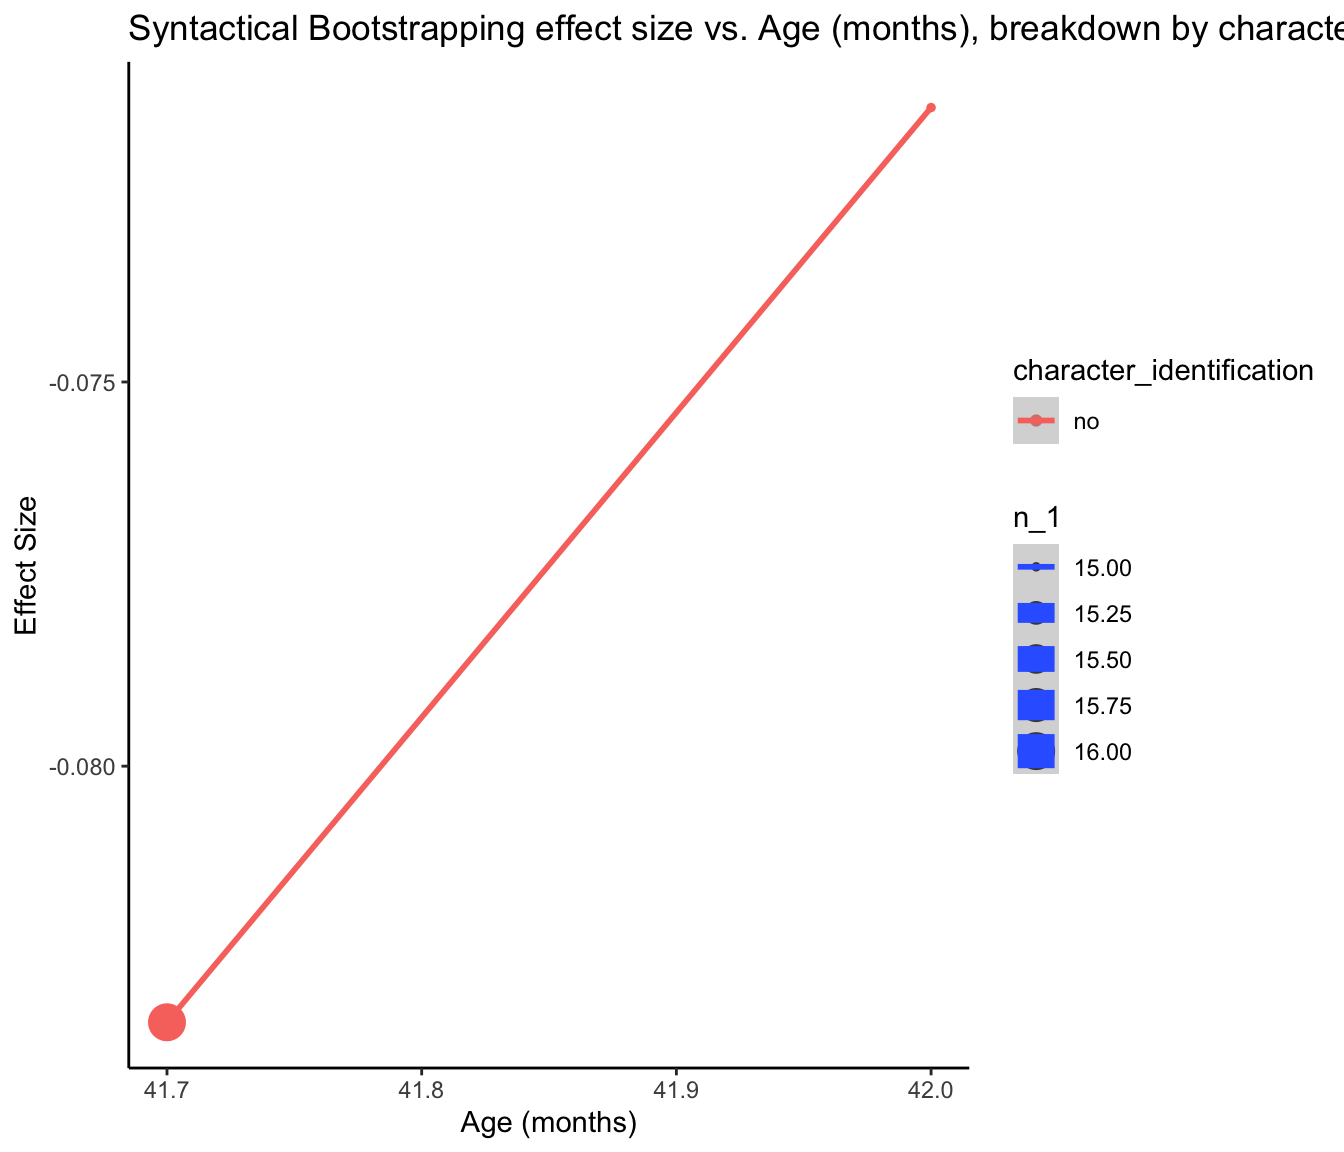 Syntactical Bootstrapping effect size vs. Age (months), breakdown by characte
-0.075
-0.080
Effect Size
41.7
41.8
41.9
42.0
Age (months)
character_identification
no
n_1
15.00
15.25
15.50
15.75
16.00